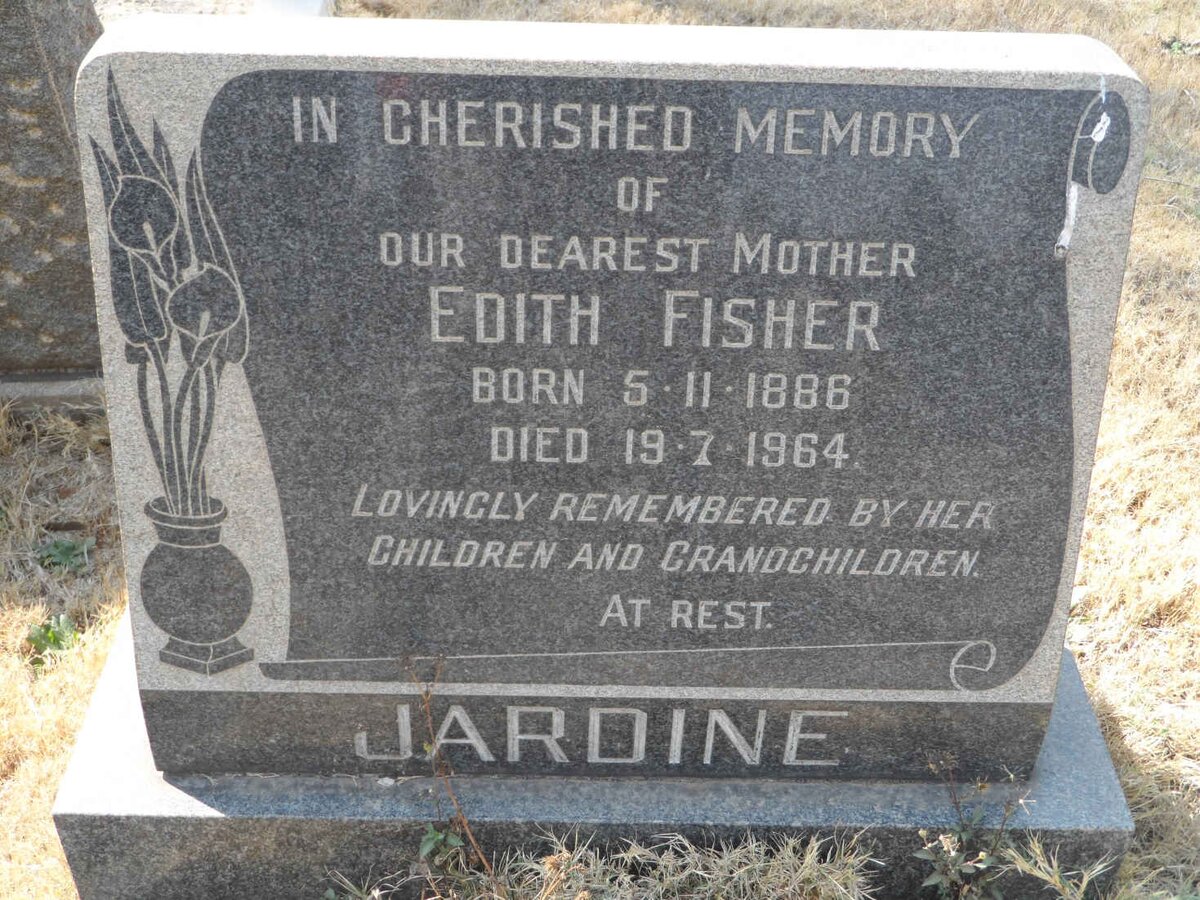 IN CHERISHED MEMORY
OF
OUR DEAREST MOTHER
EDITH FISHER
BORN 5·11·1886
DIED 19·7·1964.
LOVINGLY REMEMBERED BY HER
CHILDREN AND GRANDCHILDREN.
AT REST.
JARDINE